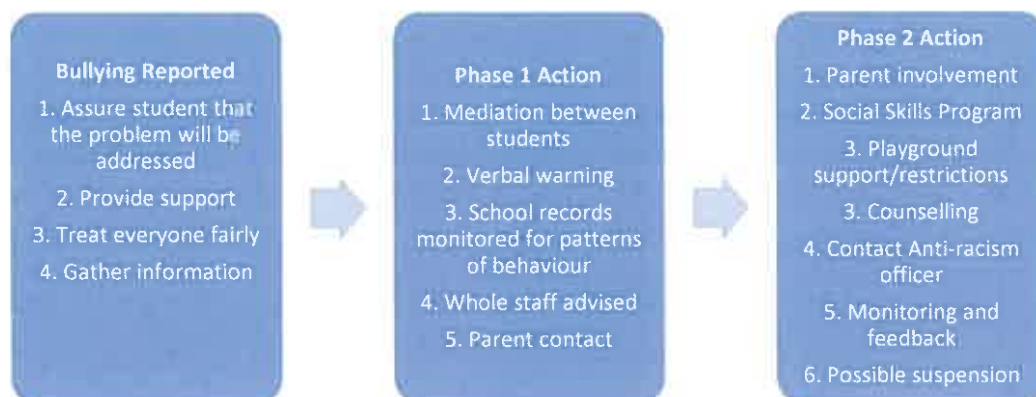 Bullying Reported
1. Assure student that
the problem will be
addressed
2. Provide support
3. Treat everyone fairly
4. Gather information
Phase 1 Action
1. Mediation between
students
2. Verbal warning
3. School records
monitored for patterns
of behaviour
4. Whole staff advised
5. Parent contact
Phase 2 Action
1. Parent involvement
2. Social Skills Program
3. Playground
support/restrictions
3. Counselling
4. Contact Anti-racism
officer
5. Monitoring and
feedback
6. Possible suspension